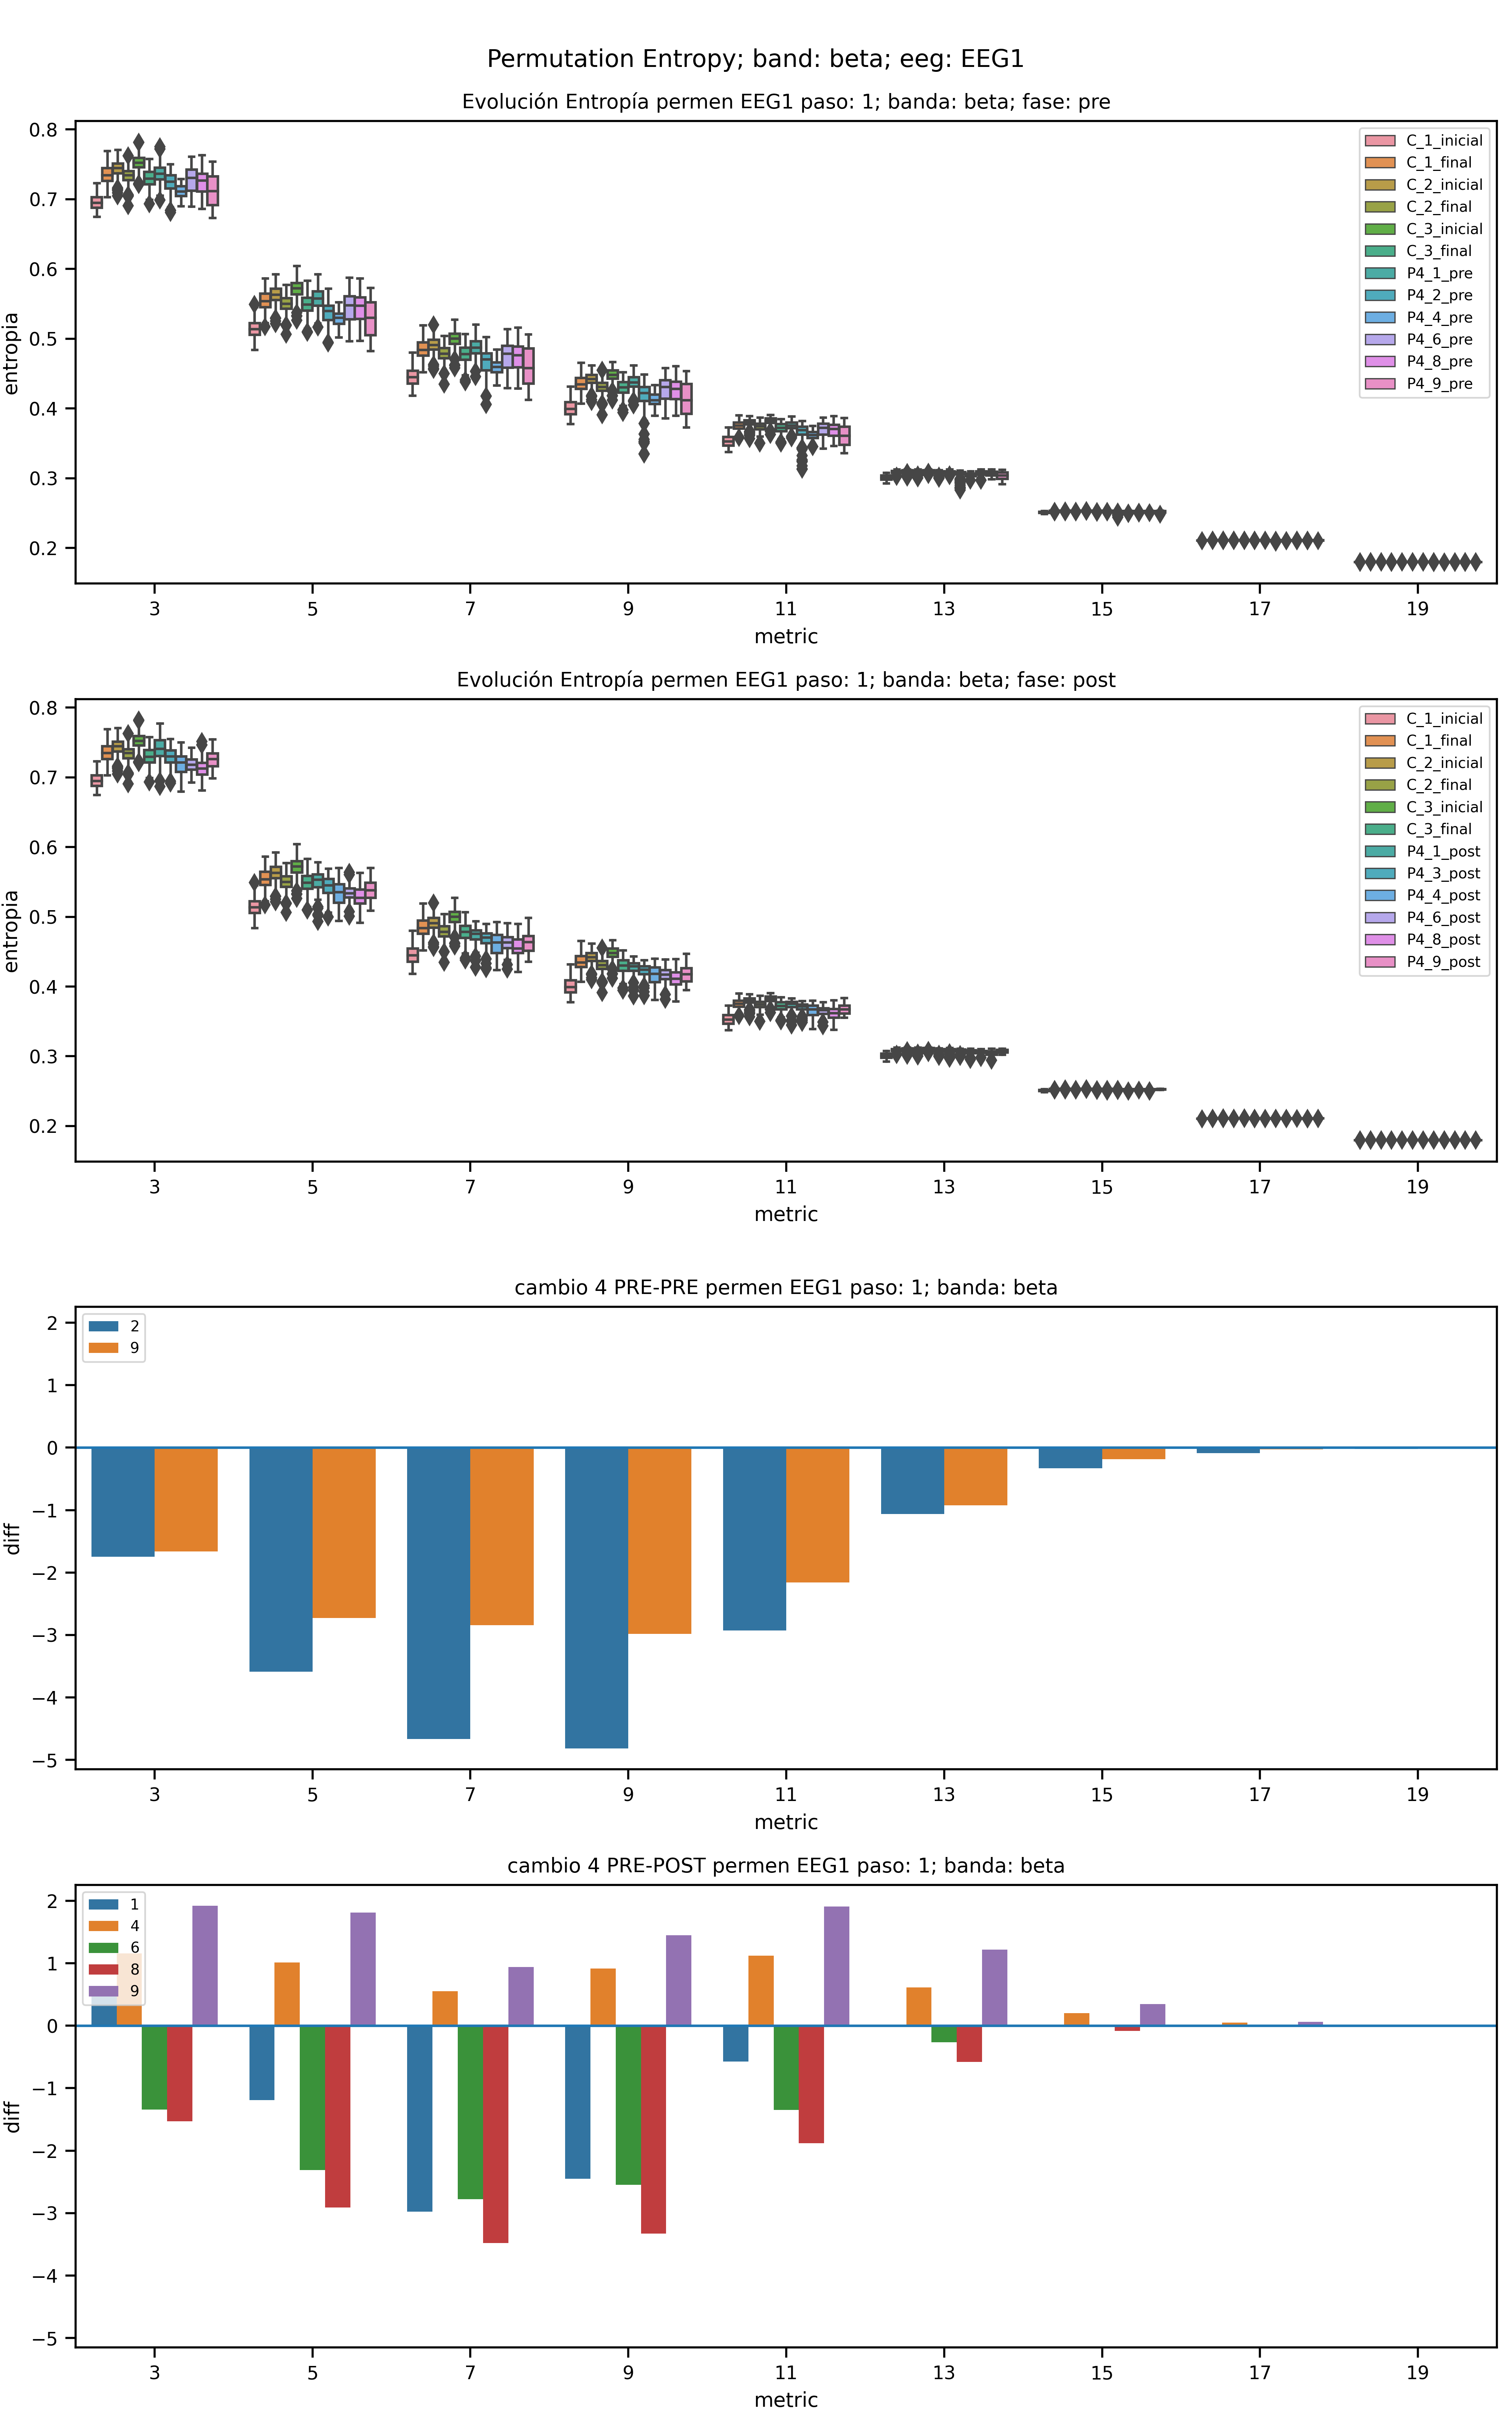 Permutation Entropy; band: beta; eeg: EEG1
Evolución Entropía permen EEG1 paso: 1; banda: beta; fase: pre
0.8
0.7
0.6
0.5
0.4
0.3
0.2
entropia
C_1_inicial
C_1_final
C_2_inicial
C_2_final
C_3_inicial
C_3_final
P4_1_pre
P4_2_pre
P4_4_pre
P4_6_pre
P4_8_pre
P4_9_pre
3 5 7 9 11 13 15 17 19
metric
Evolución Entropía permen EEG1 paso: 1; banda: beta; fase: post
0.8
0.7
0.6
0.5
0.4
0.3
0.2
entropia
C_1_inicial
C_1_final
C_2_inicial
C_2_final
C_3_inicial
C_3_final
P4_1_post
P4_3_post
P4_4_post
P4_6_post
P4_8_post
P4_9_post
3 5 7 9 11 13 15 17 19
metric
cambio 4 PRE-PRE permen EEG1 paso: 1; banda: beta
2
9
2
1
0
−1
−2
−3
−4
−5
diff
3 5 7 9 11 13 15 17 19
metric
cambio 4 PRE-POST permen EEG1 paso: 1; banda: beta
1
4
6
8
9
2
1
0
−1
−2
−3
−4
−5
diff
3 5 7 9 11 13 15 17 19
metric